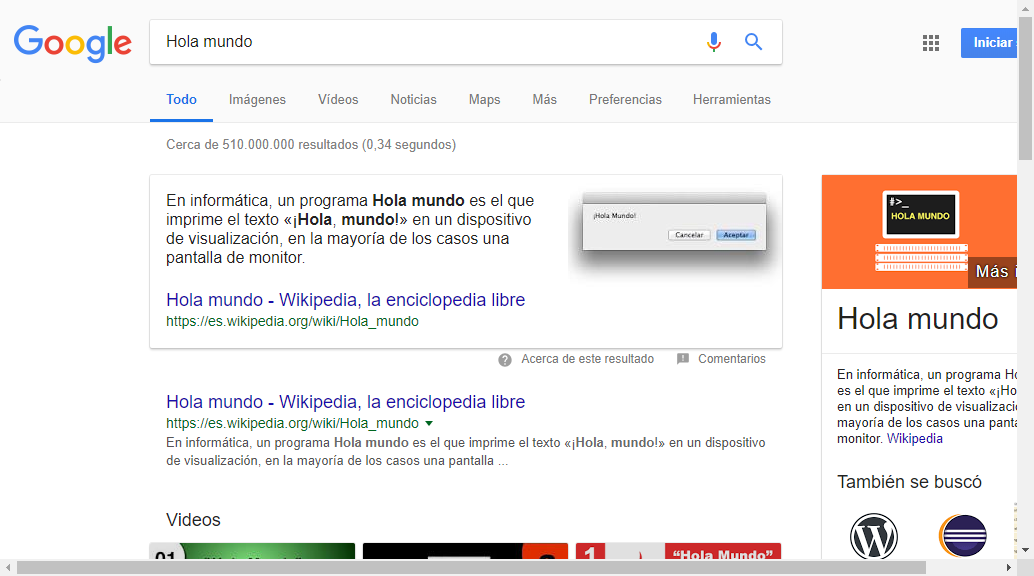 Google
Hola mundo
Iniciar
Todo
Imágenes
Vídeos
Noticias
Maps
Más
Preferencias
Herramientas
Cerca de 510.000.000 resultados (0,34 segundos)
En informática, un programa Hola mundo es el que
imprime el texto «¡Hola, mundo!» en un dispositivo
de visualización, en la mayoría de los casos una
pantalla de monitor.
¡Hola Mundo!
Cancelar
Aceptar
Hola mundo - Wikipedia, la enciclopedia libre
https://es.wikipedia.org/wiki/Hola_mundo
Acerca de este resultado
Comentarios
Hola mundo - Wikipedia, la enciclopedia libre
https://es.wikipedia.org/wiki/Hola_mundo
En informática, un programa Hola mundo es el que imprime el texto «¡Hola, mundo!» en un dispositivo
de visualización, en la mayoría de los casos una pantalla ...
Videos
01
1
"Hola Mundo"
#>_
HOLA MUNDO
Más i
Hola mundo
En informática, un programa Ho
es el que imprime el texto «¡Ho
en un dispositivo de visualizació
mayoría de los casos una panta
monitor. Wikipedia
También se buscó
W